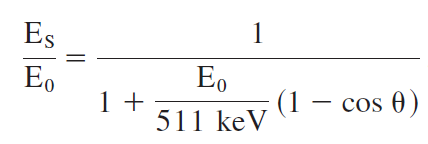 E_S / E_0 = 1 / (1 + E_0 / 511 keV (1 − cos θ))